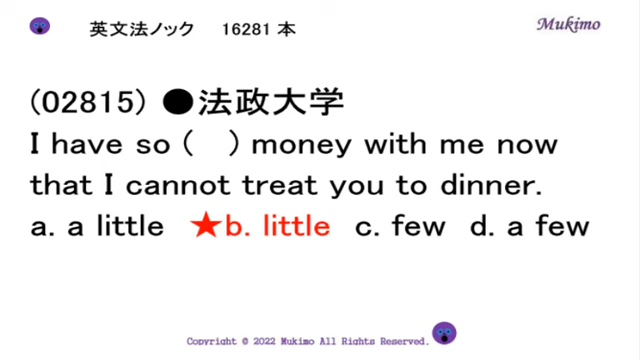 英文法ノック 16281 本
Mukimo
(02815) ●法政大学
I have so ( ) money with me now
that I cannot treat you to dinner.
a. a little ★b. little c. few d. a few
Copyright © 2022 Mukimo All Rights Reserved.